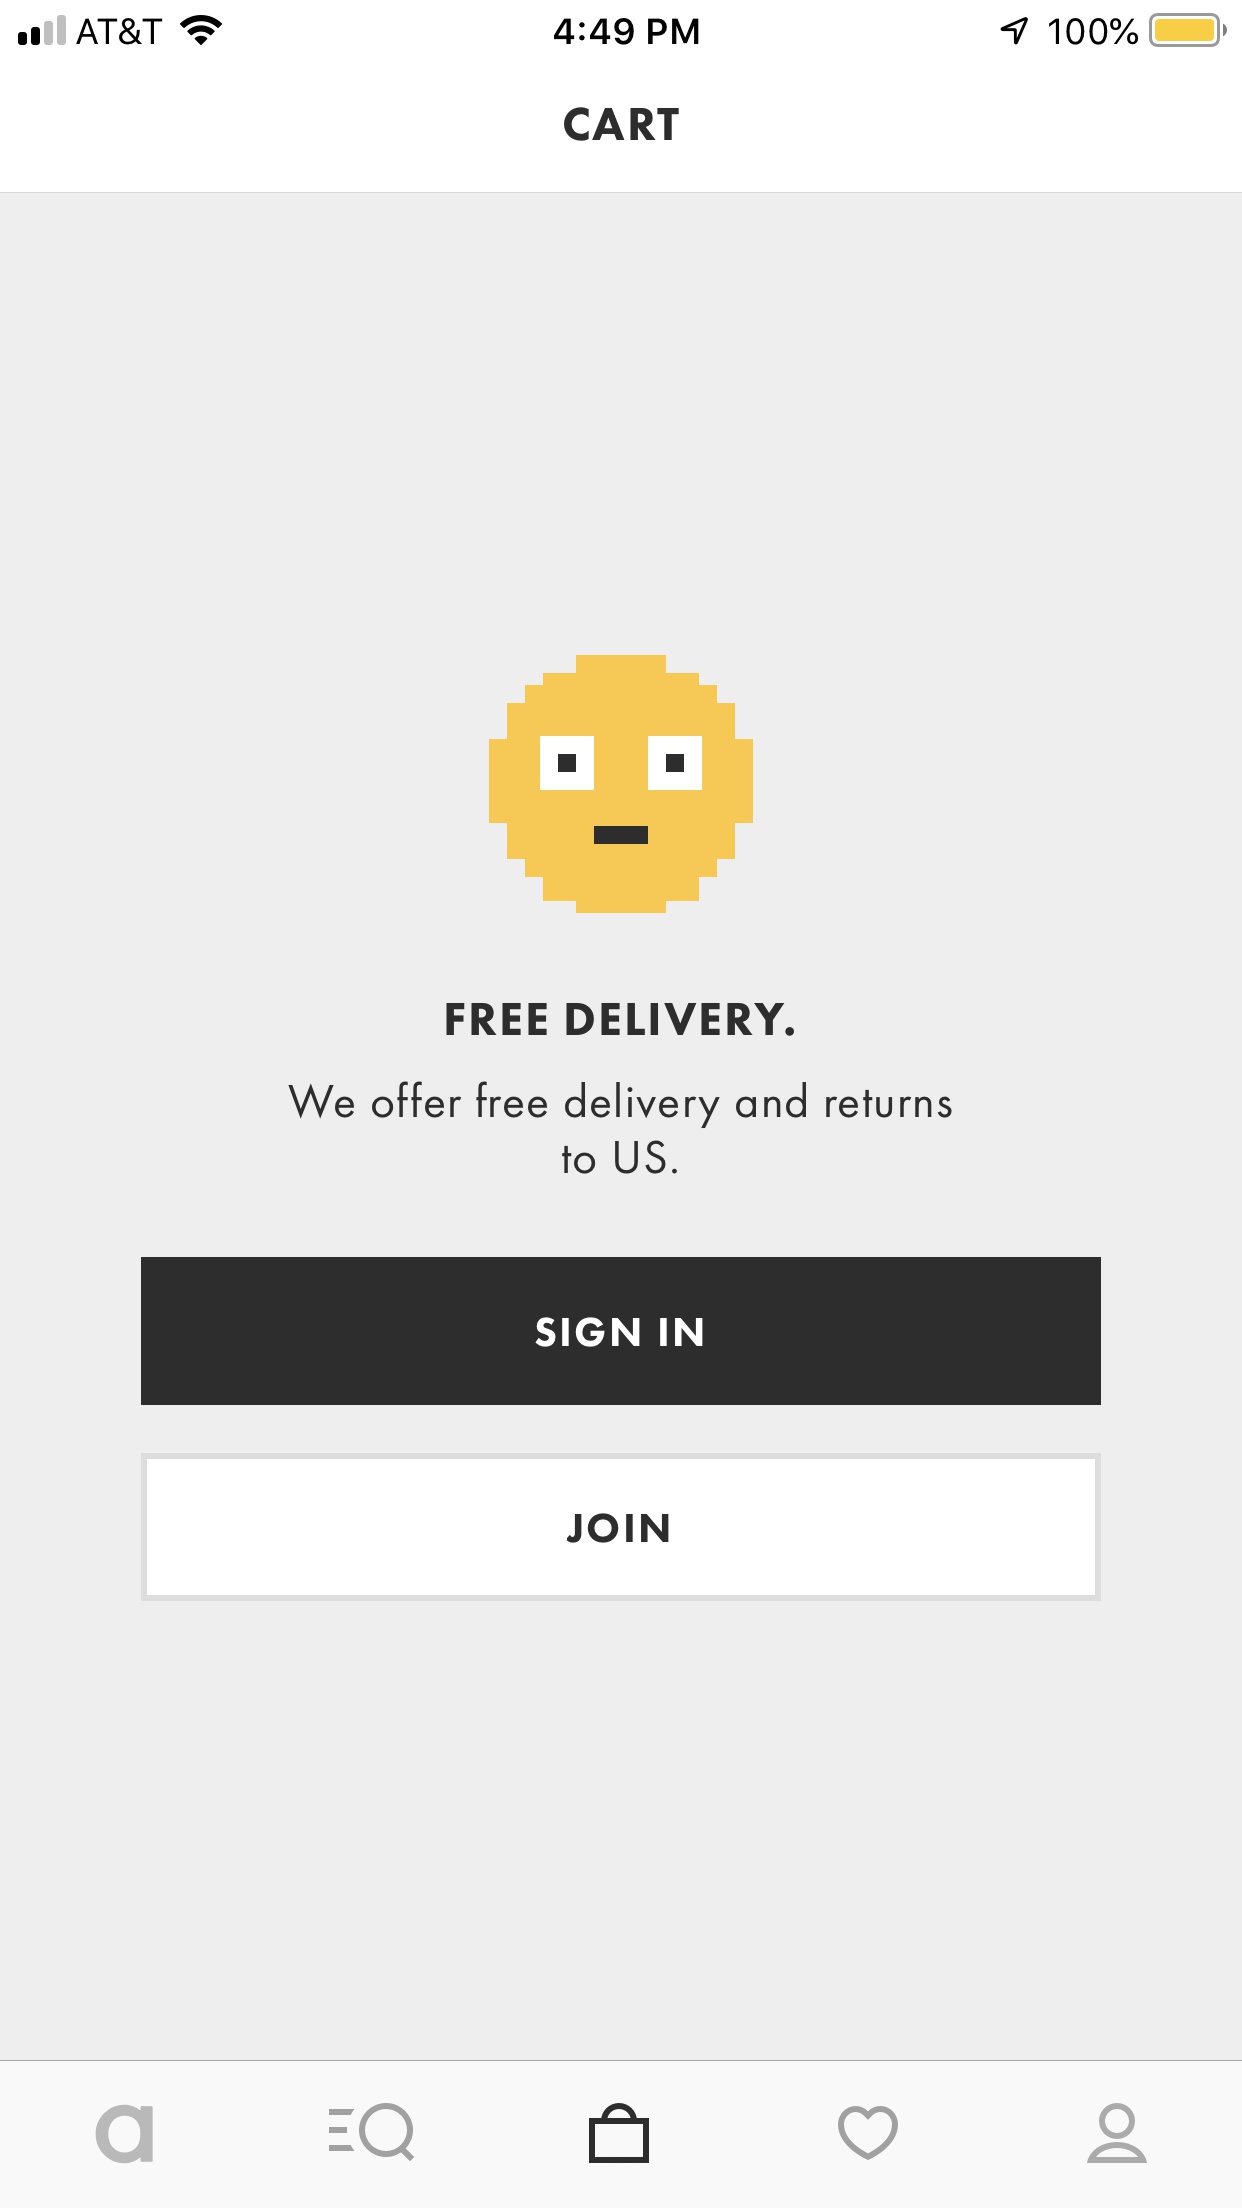 AT&T 4:49 PM 100%
CART
FREE DELIVERY.
We offer free delivery and returns
to US.
SIGN IN
JOIN
a